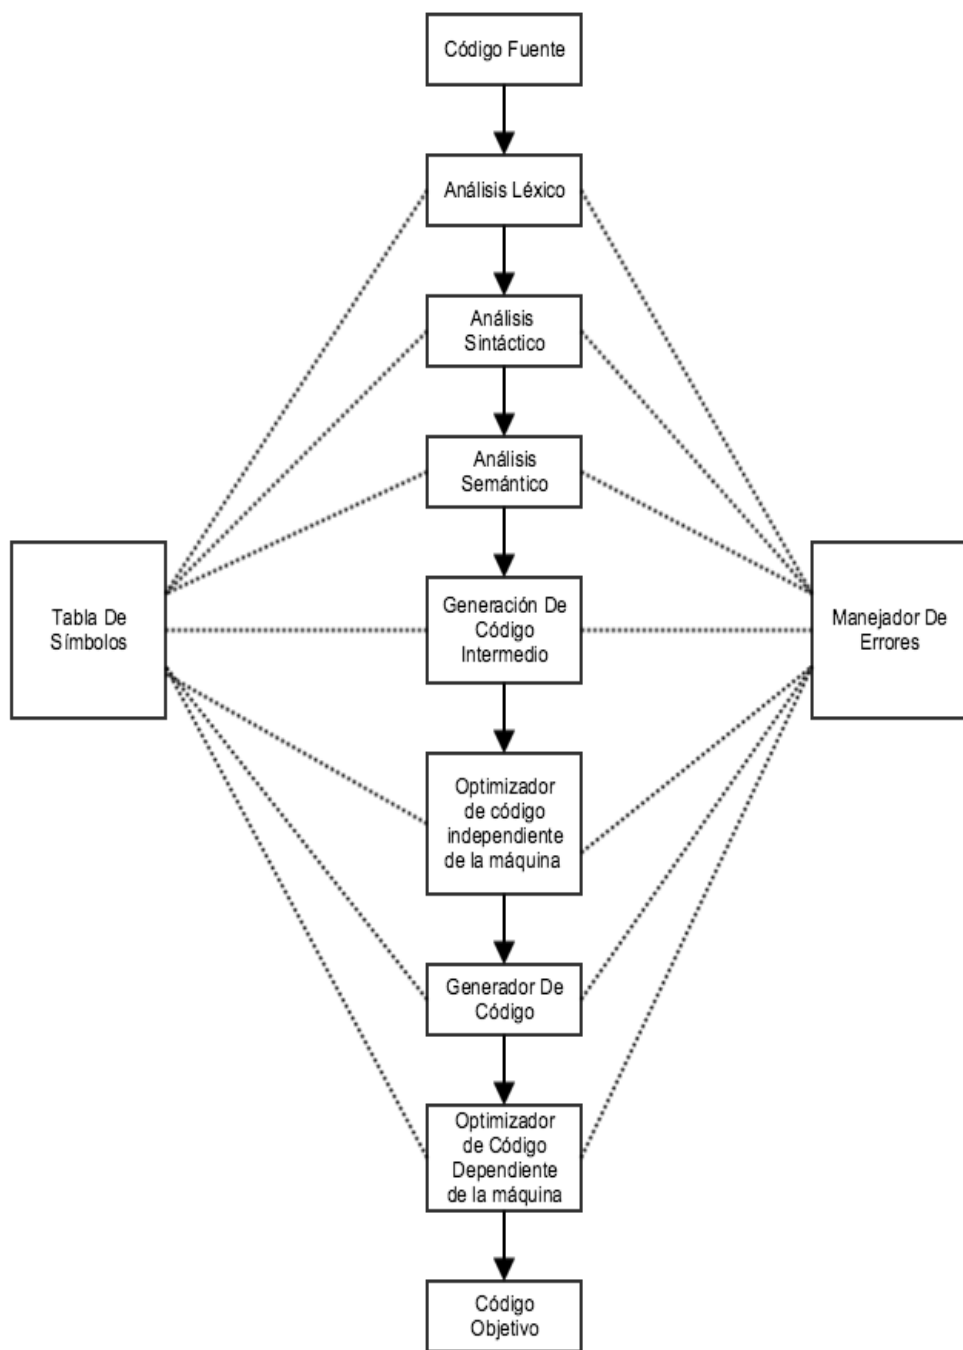 Código Fuente
Análisis Léxico
Análisis
Sintáctico
Análisis
Semántico
Tabla De
Símbolos
Generación De
Código
Intermedio
Manejador De
Errores
Optimizador
de código
independiente
de la máquina
Generador De
Código
Optimizador
de Código
Dependiente
de la máquina
Código
Objetivo